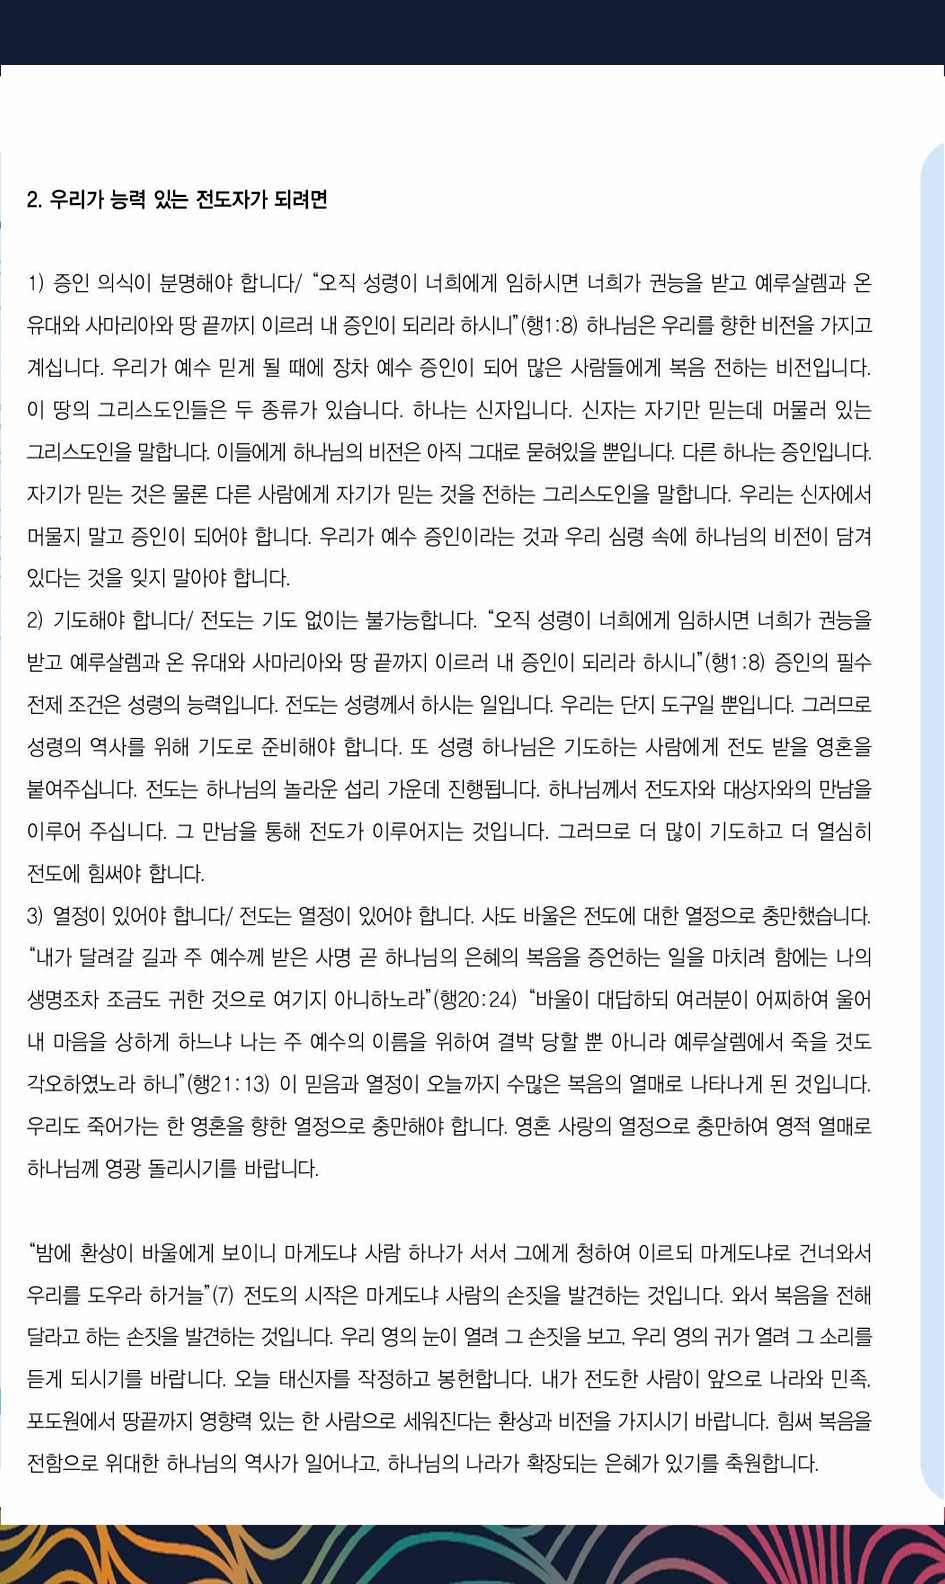 2. 우리가 능력 있는 전도자가 되려면
1) 증인 의식이 분명해야 합니다/ “오직 성령이 너희에게 임하시면 너희가 권능을 받고 예루살렘과 온
유대와 사마리아와 땅 끝까지 이르러 내 증인이 되리라 하시니”(행1:8) 하나님은 우리를 향한 비전을 가지고
계십니다. 우리가 예수 믿게 될 때에 장차 예수 증인이 되어 많은 사람들에게 복음 전하는 비전입니다.
이 땅의 그리스도인들은 두 종류가 있습니다. 하나는 신자입니다. 신자는 자기만 믿는데 머물러 있는
그리스도인을 말합니다. 이들에게 하나님의 비전은 아직 그대로 묻혀있을 뿐입니다. 다른 하나는 증인입니다.
자기가 믿는 것은 물론 다른 사람에게 자기가 믿는 것을 전하는 그리스도인을 말합니다. 우리는 신자에서
머물지 말고 증인이 되어야 합니다. 우리가 예수 증인이라는 것과 우리 심령 속에 하나님의 비전이 담겨
있다는 것을 잊지 말아야 합니다.
2) 기도해야 합니다/ 전도는 기도 없이는 불가능합니다. “오직 성령이 너희에게 임하시면 너희가 권능을
받고 예루살렘과 온 유대와 사마리아와 땅 끝까지 이르러 내 증인이 되리라 하시니”(행1:8) 증인의 필수
전제 조건은 성령의 능력입니다. 전도는 성령께서 하시는 일입니다. 우리는 단지 도구일 뿐입니다. 그러므로
성령의 역사를 위해 기도로 준비해야 합니다. 또 성령 하나님은 기도하는 사람에게 전도 받을 영혼을
붙여주십니다. 전도는 하나님의 놀라운 섭리 가운데 진행됩니다. 하나님께서 전도자와 대상자와의 만남을
이루어 주십니다. 그 만남을 통해 전도가 이루어지는 것입니다. 그러므로 더 많이 기도하고 더 열심히
전도에 힘써야 합니다.
3) 열정이 있어야 합니다/ 전도는 열정이 있어야 합니다. 사도 바울은 전도에 대한 열정으로 충만했습니다.
“내가 달려갈 길과 주 예수께 받은 사명 곧 하나님의 은혜의 복음을 증언하는 일을 마치려 함에는 나의
생명조차 조금도 귀한 것으로 여기지 아니하노라”(행20:24) “바울이 대답하되 여러분이 어찌하여 울어
내 마음을 상하게 하느냐 나는 주 예수의 이름을 위하여 결박 당할 뿐 아니라 예루살렘에서 죽을 것도
각오하였노라 하니”(행21:13) 이 믿음과 열정이 오늘까지 수많은 복음의 열매로 나타나게 된 것입니다.
우리도 죽어가는 한 영혼을 향한 열정으로 충만해야 합니다. 영혼 사랑의 열정으로 충만하여 영적 열매로
하나님께 영광 돌리시기를 바랍니다.
“밤에 환상이 바울에게 보이니 마게도냐 사람 하나가 서서 그에게 청하여 이르되 마게도냐로 건너와서
우리를 도우라 하거늘”(7) 전도의 시작은 마게도냐 사람의 손짓을 발견하는 것입니다. 와서 복음을 전해
달라고 하는 손짓을 발견하는 것입니다. 우리 영의 눈이 열려 그 손짓을 보고, 우리 영의 귀가 열려 그 소리를
듣게 되시기를 바랍니다. 오늘 태신자를 작정하고 봉헌합니다. 내가 전도한 사람이 앞으로 나라와 민족,
포도원에서 땅끝까지 영향력 있는 한 사람으로 세워진다는 환상과 비전을 가지시기 바랍니다. 힘써 복음을
전함으로 위대한 하나님의 역사가 일어나고, 하나님의 나라가 확장되는 은혜가 있기를 축원합니다.